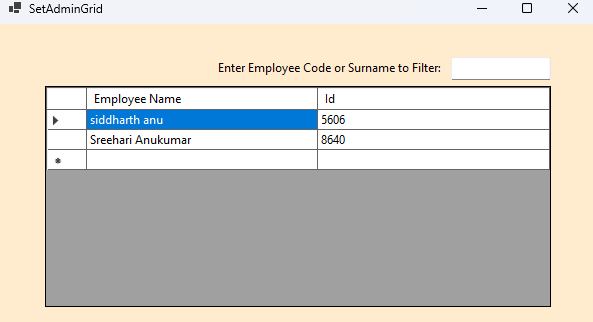 SetAdminGrid
Enter Employee Code or Surname to Filter:
Employee Name Id
siddharth anu 5606
Sreehari Anukumar 8640